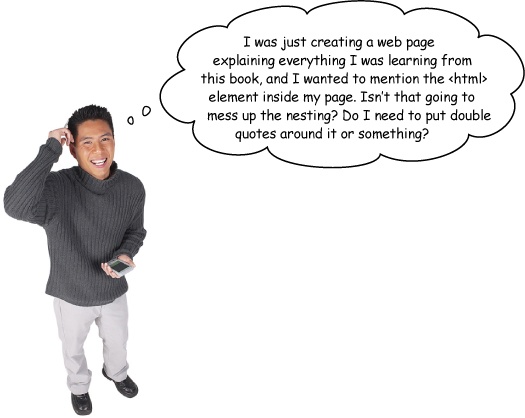 I was just creating a web page
explaining everything I was learning from
this book, and I wanted to mention the <html>
element inside my page. Isn't that going to
mess up the nesting? Do I need to put double
quotes around it or something?